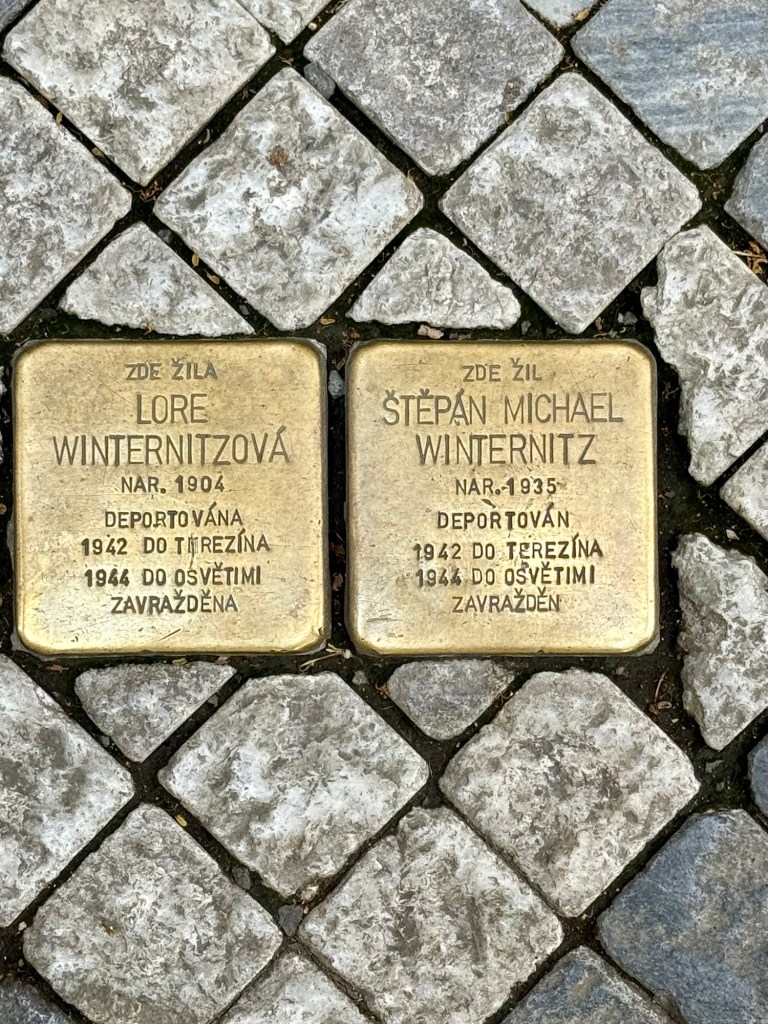 ZDE ŽILA
LORE
WINTERNITZOVÁ
NAR. 1904
DEPORTOVÁNA
1942 DO TEREZÍNA
1944 DO OSVĚTIMI
ZAVRAŽDĚNA
ZDE ŽIL
ŠTĚPÁN MICHAEL
WINTERNITZ
NAR. 1935
DEPORTOVÁN
1942 DO TEREZÍNA
1944 DO OSVĚTIMI
ZAVRAŽDĚN